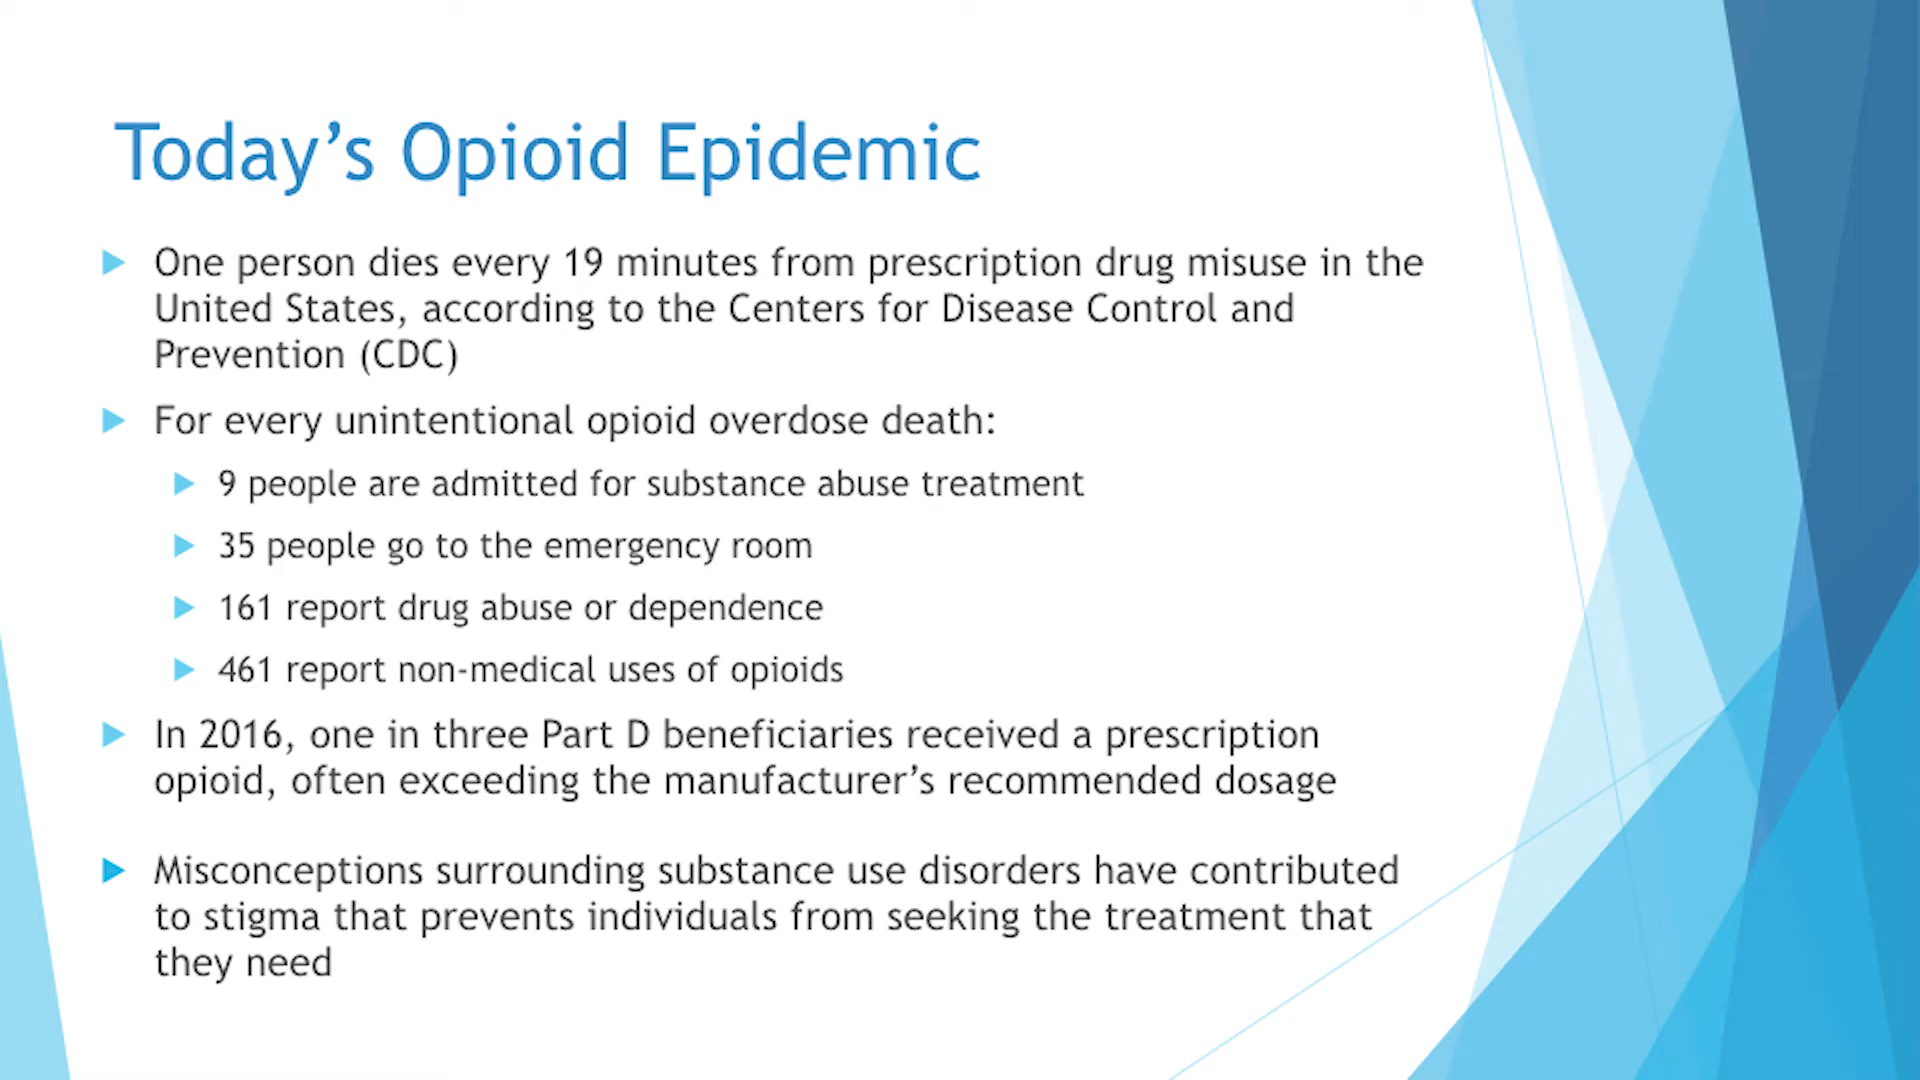 Today’s Opioid Epidemic
One person dies every 19 minutes from prescription drug misuse in the
United States, according to the Centers for Disease Control and
Prevention (CDC)
For every unintentional opioid overdose death:
9 people are admitted for substance abuse treatment
35 people go to the emergency room
161 report drug abuse or dependence
461 report non-medical uses of opioids
In 2016, one in three Part D beneficiaries received a prescription
opioid, often exceeding the manufacturer’s recommended dosage
Misconceptions surrounding substance use disorders have contributed
to stigma that prevents individuals from seeking the treatment that
they need